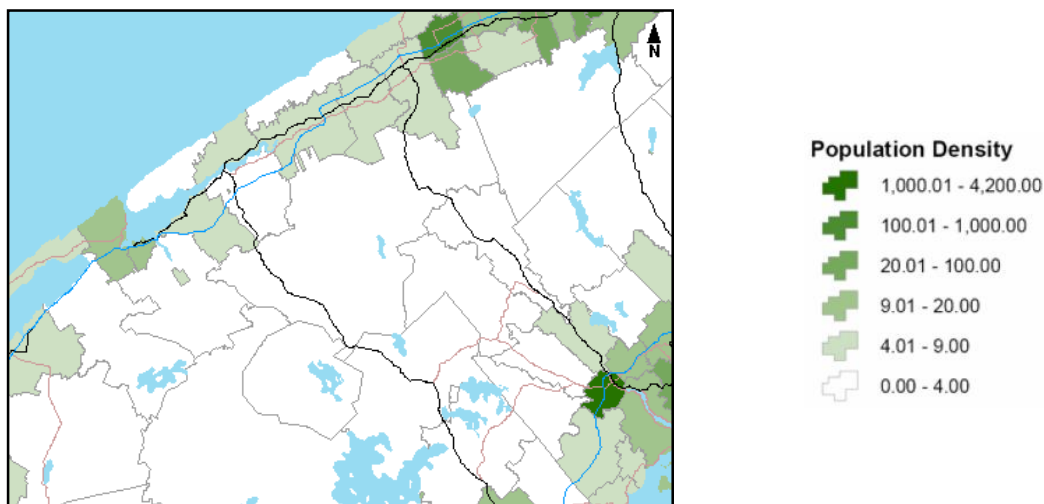 N
Population Density
1,000.01 - 4,200.00
100.01 - 1,000.00
20.01 - 100.00
9.01 - 20.00
4.01 - 9.00
0.00 - 4.00